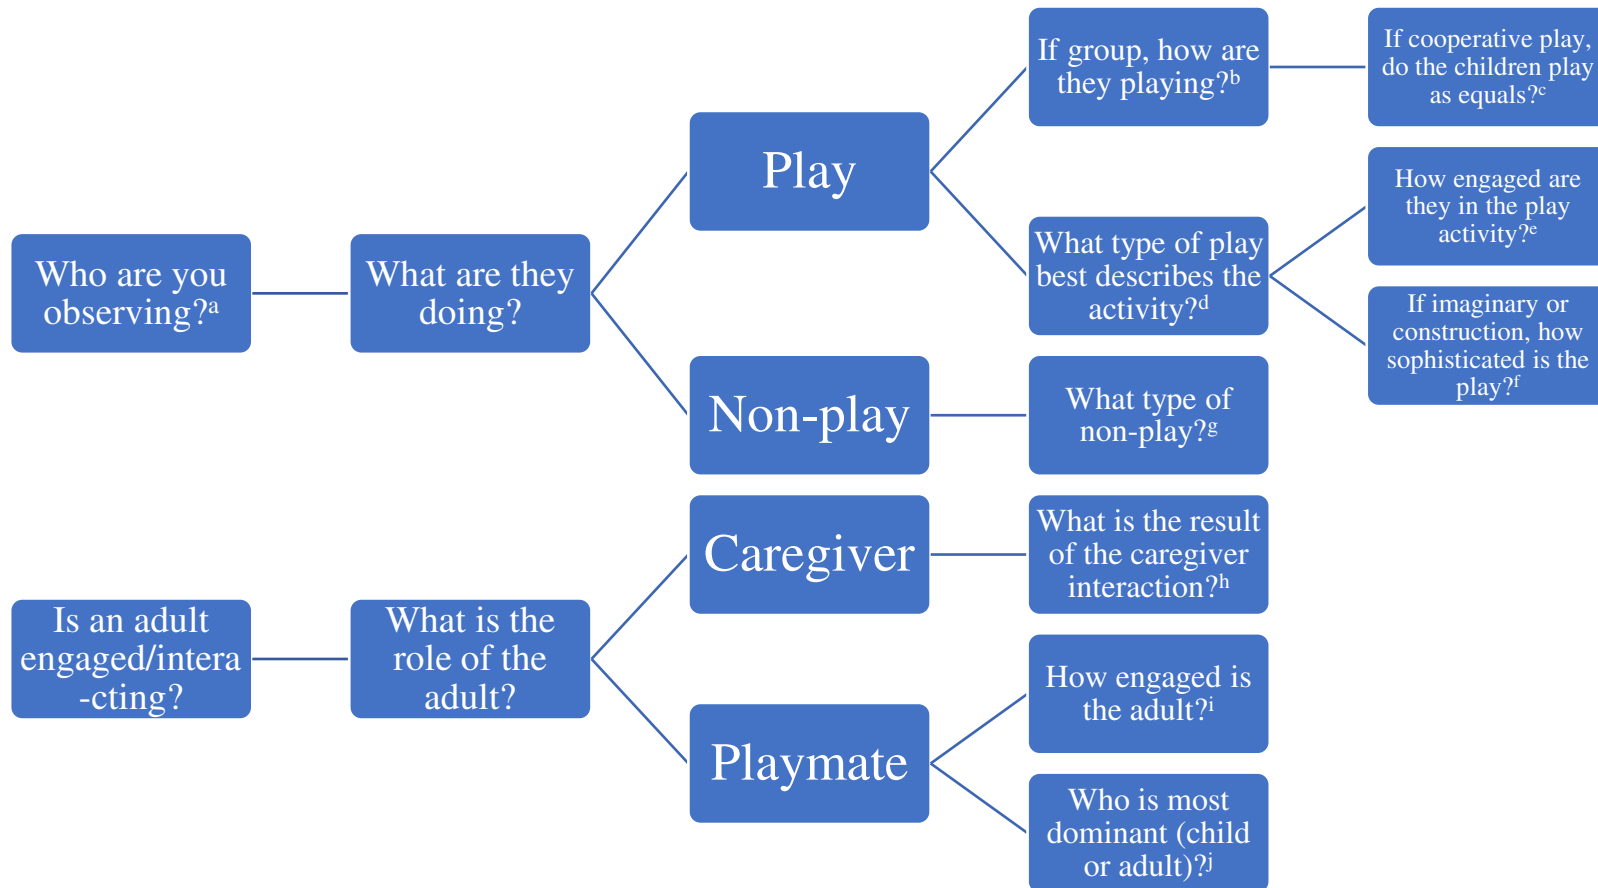 Who are you
observing?ᵃ
What are they
doing?
Play
If group, how are
they playing?ᵇ
If cooperative play,
do the children play
as equals?ᶜ
What type of play
best describes the
activity?ᵈ
How engaged are
they in the play
activity?ᵉ
If imaginary or
construction, how
sophisticated is the
play?ᶠ
Non-play
What type of
non-play?ᵍ
Is an adult
engaged/intera
-cting?
What is the
role of the
adult?
Caregiver
What is the result
of the caregiver
interaction?ʰ
Playmate
How engaged is
the adult?ⁱ
Who is most
dominant (child
or adult)?ʲ